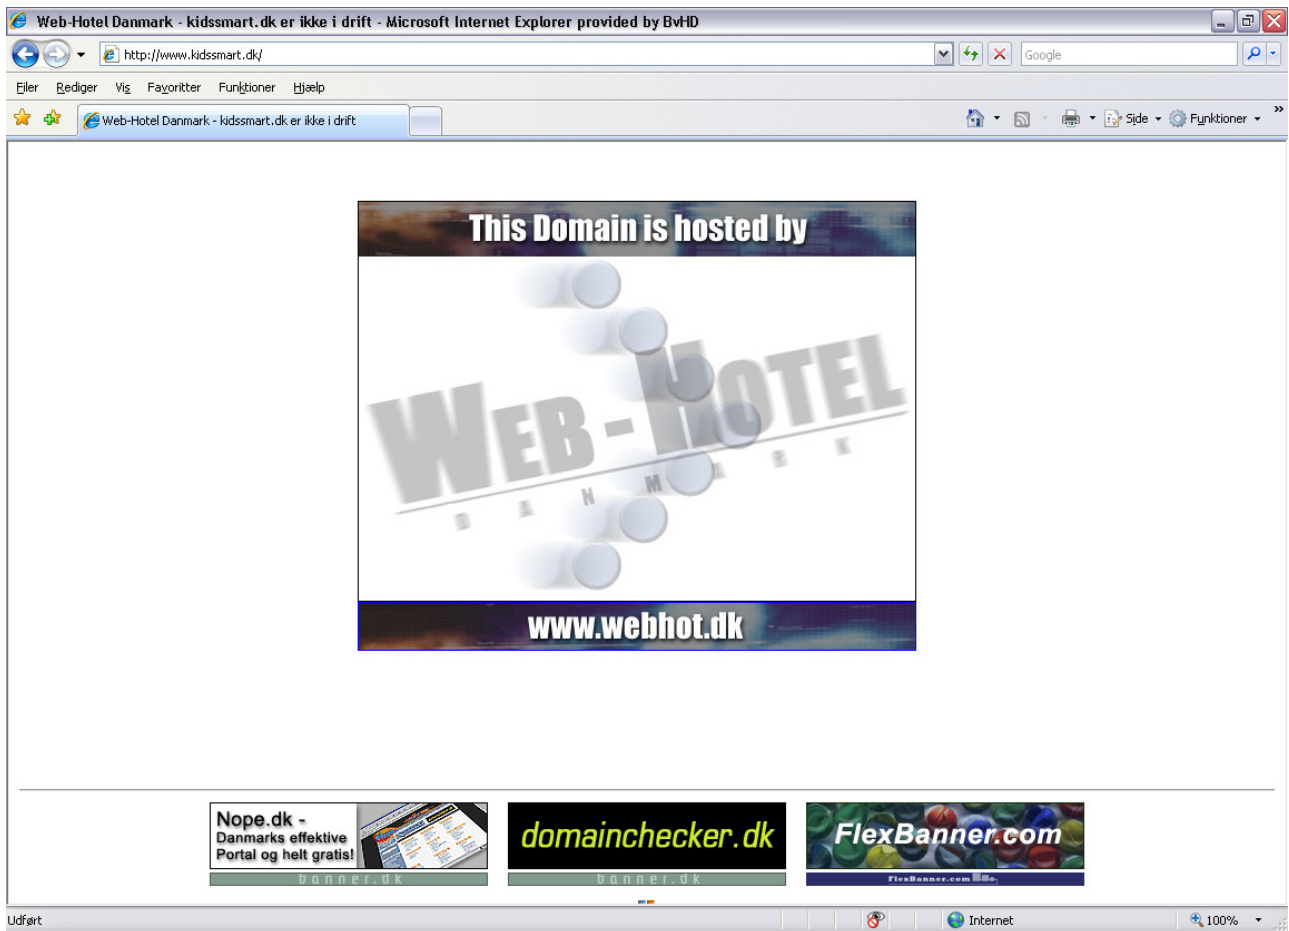 Web-Hotel Danmark - kidssmart.dk er ikke i drift - Microsoft Internet Explorer provided by BvHD
http://www.kidssmart.dk/
Google
Filer Rediger Vis Favoritter Funktioner Hjælp
Web-Hotel Danmark - kidssmart.dk er ikke i drift
Side
Funktioner
»
This Domain is hosted by
WEB-HOTEL
DANMARK
www.webhot.dk
Nope.dk -
Danmarks effektive
Portal og helt gratis!
banner.dk
domainchecker.dk
banner.dk
FlexBanner.com
FlexBanner.com
Udført
Internet
100%